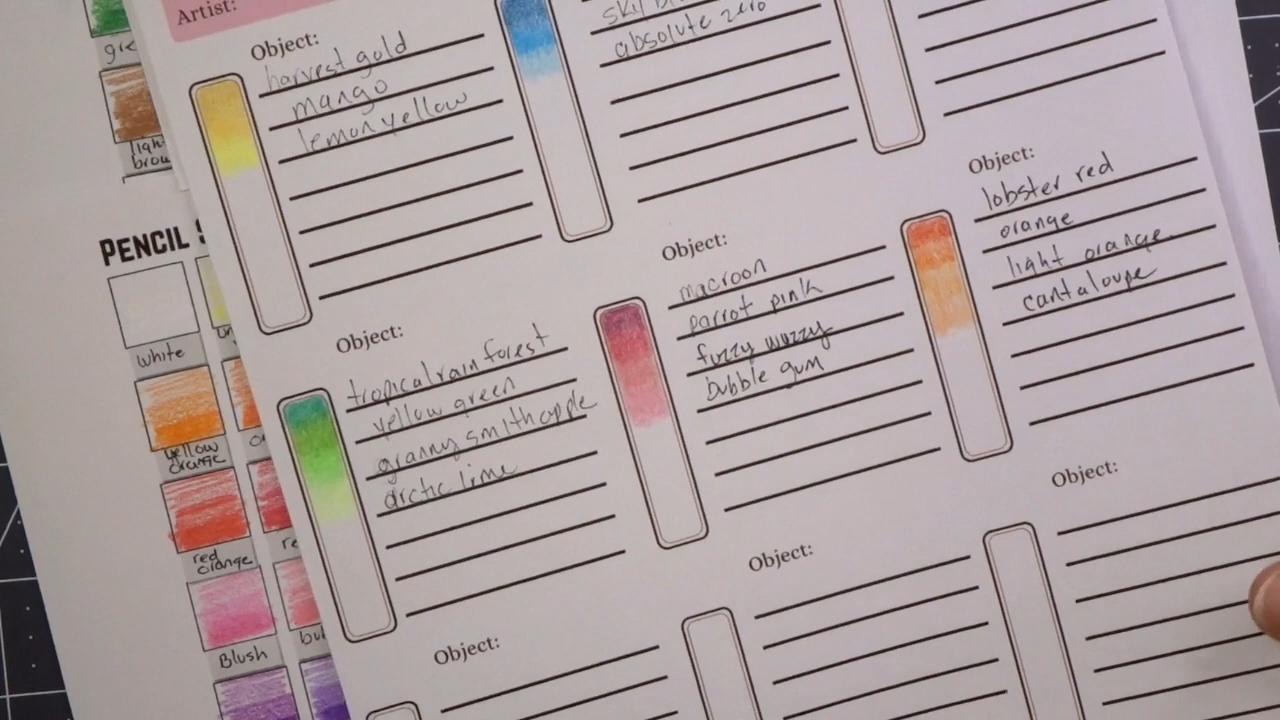 Artist:
Object:
harvest gold
mango
lemon yellow
absolute zero
Object:
lobster red
orange
light orange
cantaloupe
Object:
macroon
parrot pink
fuzzy wuzzy
bubble gum
Object:
tropical rain forest
yellow green
granny smith apple
arctic lime
Object:
Object:
Object:
PENCIL
white
yellow
orange
red
orange
Blush